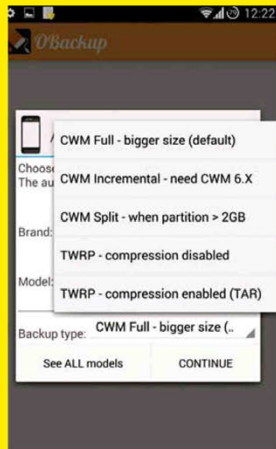 12:22
O'Backup
CWM Full - bigger size (default)
Choose
CWM Incremental - need CWM 6.X
The au
CWM Split - when partition > 2GB
Brand:
TWRP - compression disabled
Model:
TWRP - compression enabled (TAR)
Backup type: CWM Full - bigger size (..
See ALL models CONTINUE